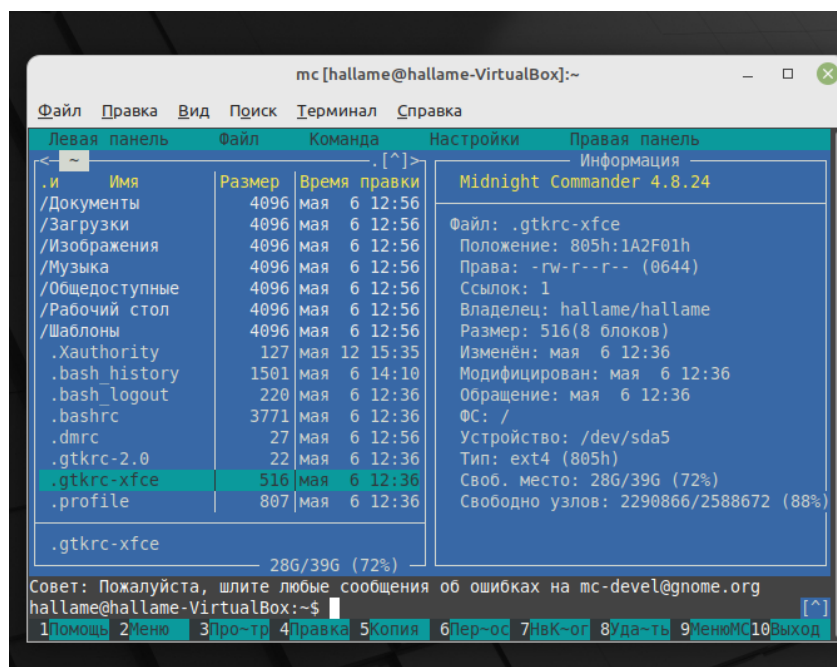 mc [hallame@hallame-VirtualBox]:~
Файл Правка Вид Поиск Терминал Справка
Левая панель Файл Команда Настройки Правая панель
<─ ~ .[^]> Информация
.и Имя Размер Время правки Midnight Commander 4.8.24
/Документы 4096 мая 6 12:56
/Загрузки 4096 мая 6 12:56 Файл: .gtkrc-xfce
/Изображения 4096 мая 6 12:56 Положение: 805h:1A2F01h
/Музыка 4096 мая 6 12:56 Права: -rw-r--r-- (0644)
/Общедоступные 4096 мая 6 12:56 Ссылок: 1
/Рабочий стол 4096 мая 6 12:56 Владелец: hallame/hallame
/Шаблоны 4096 мая 6 12:56 Размер: 516(8 блоков)
.Xauthority 127 мая 12 15:35 Изменён: мая 6 12:36
.bash_history 1501 мая 6 14:10 Модифицирован: мая 6 12:36
.bash_logout 220 мая 6 12:36 Обращение: мая 6 12:36
.bashrc 3771 мая 6 12:36 ФС: /
.dmrc 27 мая 6 12:56 Устройство: /dev/sda5
.gtkrc-2.0 22 мая 6 12:36 Тип: ext4 (805h)
.gtkrc-xfce 516 мая 6 12:36 Своб. место: 28G/39G (72%)
.profile 807 мая 6 12:36 Свободно узлов: 2290866/2588672 (88%)
.gtkrc-xfce
28G/39G (72%)
Совет: Пожалуйста, шлите любые сообщения об ошибках на mc-devel@gnome.org
hallame@hallame-VirtualBox:~$ [^]
1Помощь 2Меню 3Про~тр 4Правка 5Копия 6Пер~ос 7НвК~ог 8Уда~ть 9МенюМС 10Выход